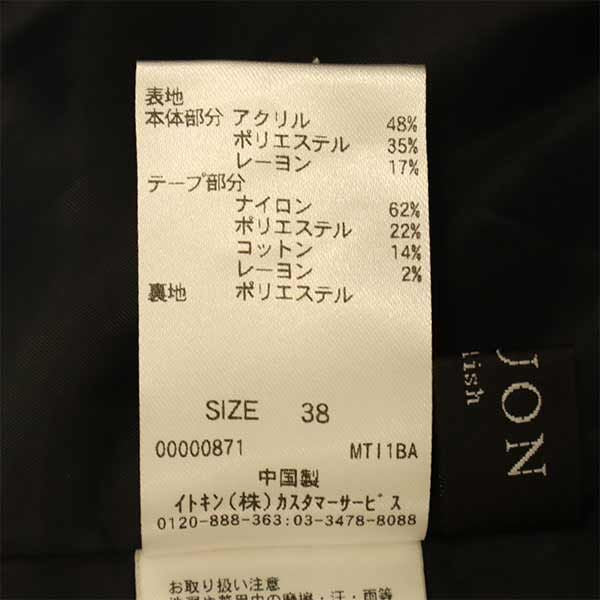 表地
本体部分 アクリル 48%
ポリエステル 35%
レーヨン 17%
テープ部分
ナイロン 62%
ポリエステル 22%
コットン 14%
レーヨン 2%
裏地 ポリエステル
SIZE 38
00000871 MTI1BA
中国製
イトキン(株)カスタマーサービス
0120-888-363:03-3478-8088
お取り扱い注意
JON
lish